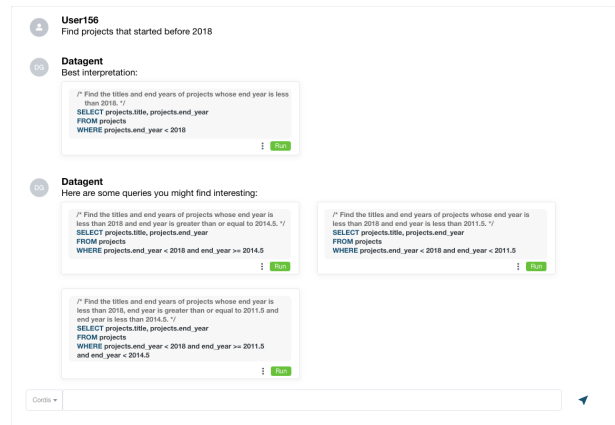 User156
Find projects that started before 2018
DG
Datagent
Best interpretation:
/* Find the titles and end years of projects whose end year is less
than 2018. */
SELECT projects.title, projects.end_year
FROM projects
WHERE projects.end_year < 2018
Run
DG
Datagent
Here are some queries you might find interesting:
/* Find the titles and end years of projects whose end year is
less than 2018 and end year is greater than or equal to 2014.5. */
SELECT projects.title, projects.end_year
FROM projects
WHERE projects.end_year < 2018 and end_year >= 2014.5
Run
/* Find the titles and end years of projects whose end year is
less than 2018 and end year is less than 2011.5. */
SELECT projects.title, projects.end_year
FROM projects
WHERE projects.end_year < 2018 and end_year < 2011.5
Run
/* Find the titles and end years of projects whose end year is
less than 2018, end year is greater than or equal to 2011.5 and
end year is less than 2014.5. */
SELECT projects.title, projects.end_year
FROM projects
WHERE projects.end_year < 2018 and end_year >= 2011.5
and end_year < 2014.5
Run
Cordis